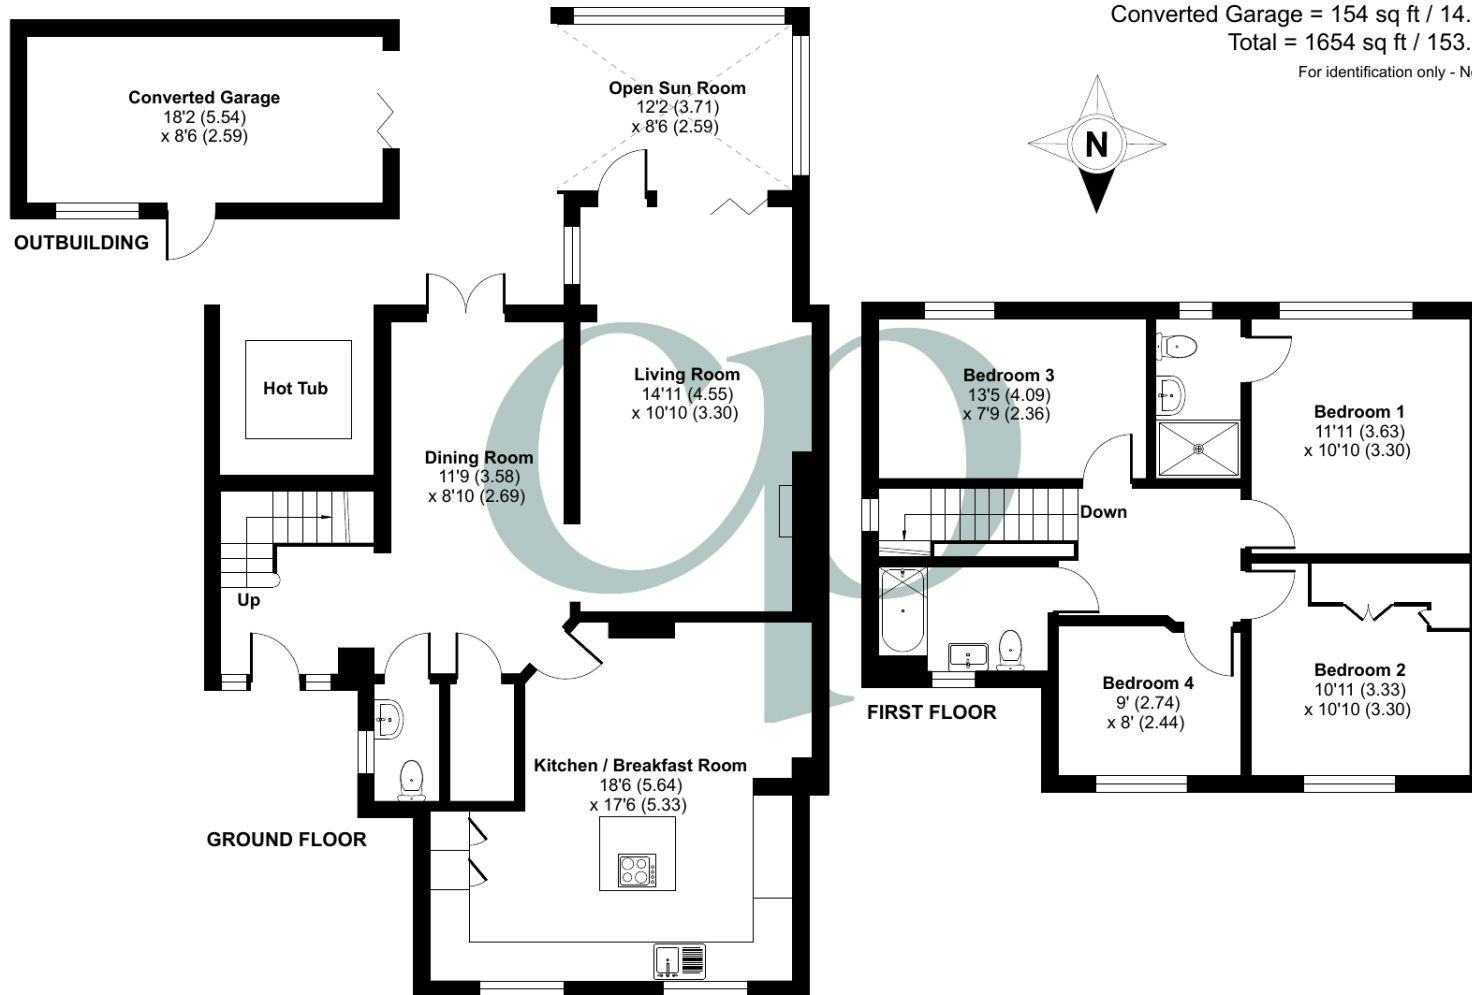 Converted Garage = 154 sq ft / 14.
Total = 1654 sq ft / 153.
For identification only - N
N
Converted Garage
18'2 (5.54)
x 8'6 (2.59)
OUTBUILDING
Open Sun Room
12'2 (3.71)
x 8'6 (2.59)
Hot Tub
Living Room
14'11 (4.55)
x 10'10 (3.30)
Dining Room
11'9 (3.58)
x 8'10 (2.69)
Up
Kitchen / Breakfast Room
18'6 (5.64)
x 17'6 (5.33)
GROUND FLOOR
Bedroom 3
13'5 (4.09)
x 7'9 (2.36)
Bedroom 1
11'11 (3.63)
x 10'10 (3.30)
Down
Bedroom 4
9' (2.74)
x 8' (2.44)
Bedroom 2
10'11 (3.33)
x 10'10 (3.30)
FIRST FLOOR
cp